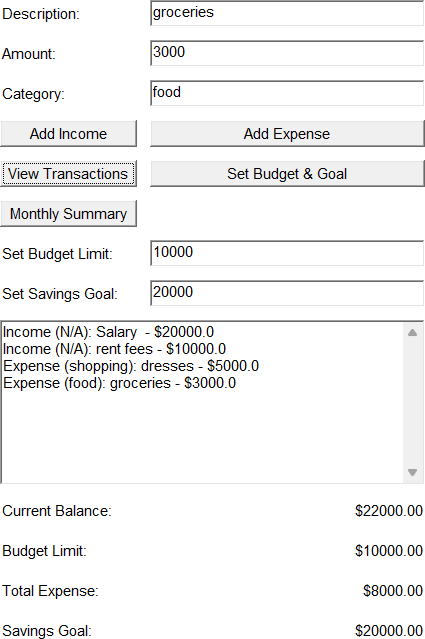 Description: groceries
Amount: 3000
Category: food
Add Income Add Expense
View Transactions Set Budget & Goal
Monthly Summary
Set Budget Limit: 10000
Set Savings Goal: 20000
Income (N/A): Salary  - $20000.0
Income (N/A): rent fees - $10000.0
Expense (shopping): dresses - $5000.0
Expense (food): groceries - $3000.0
Current Balance: $22000.00
Budget Limit: $10000.00
Total Expense: $8000.00
Savings Goal: $20000.00